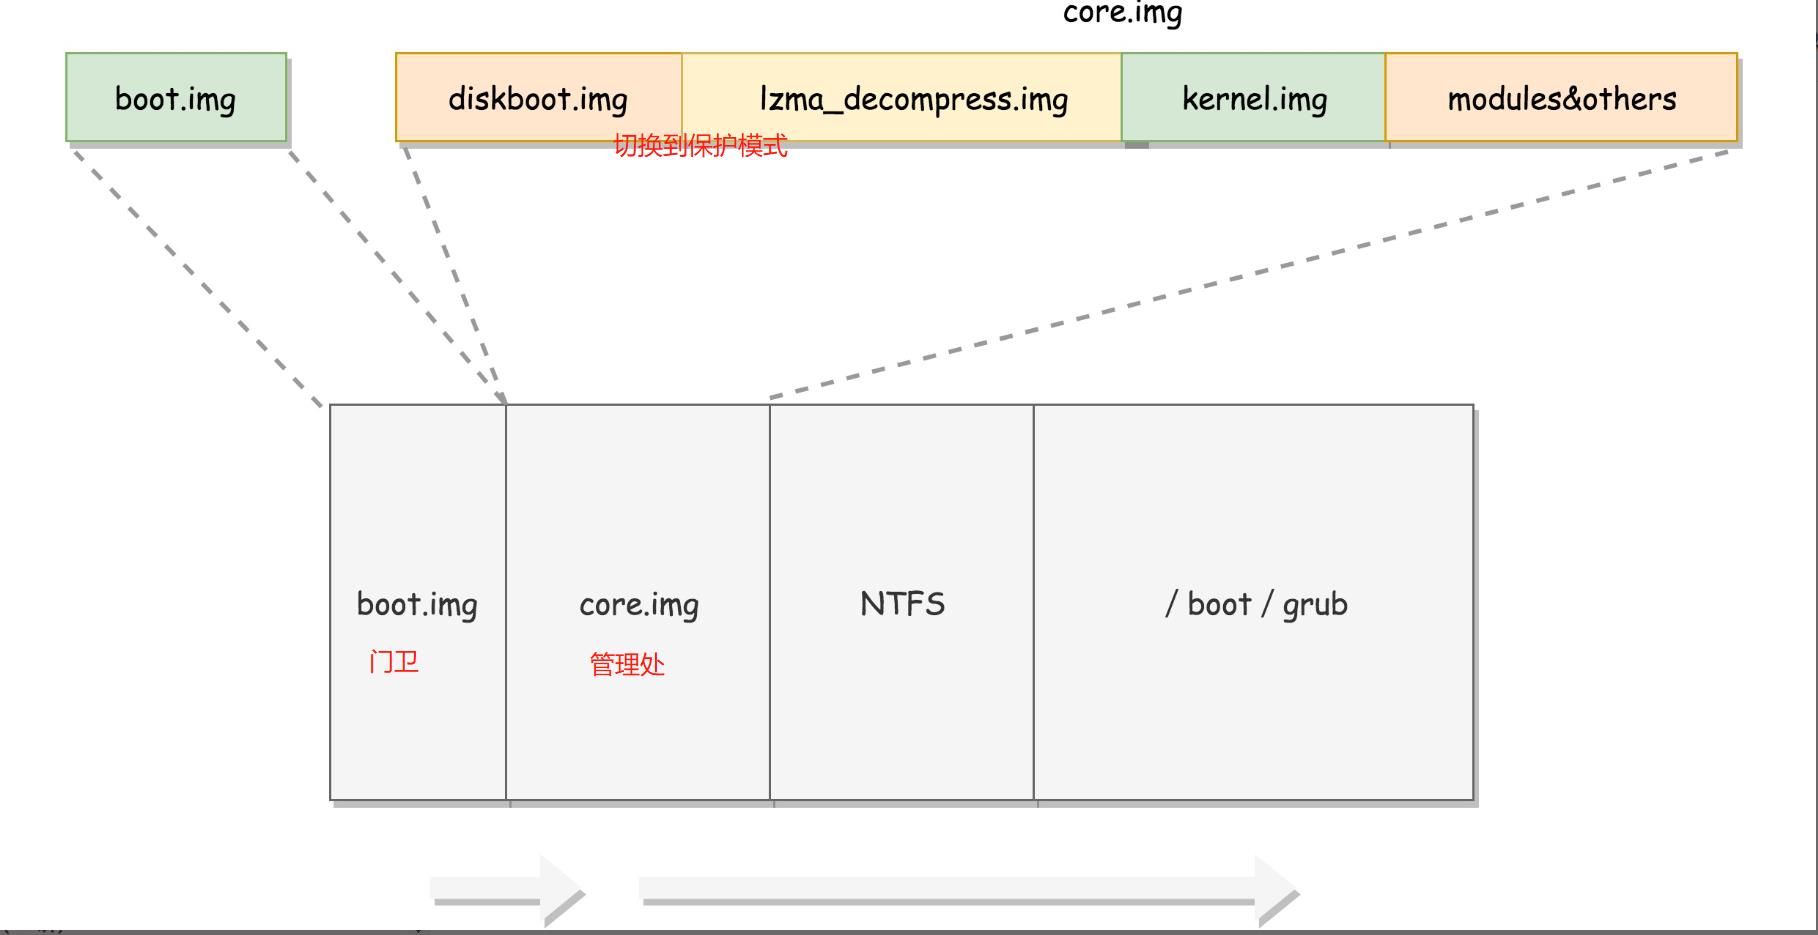 core.img
boot.img
diskboot.img
lzma_decompress.img
kernel.img
modules&others
切换到保护模式
boot.img
core.img
NTFS
/ boot / grub
门卫
管理处